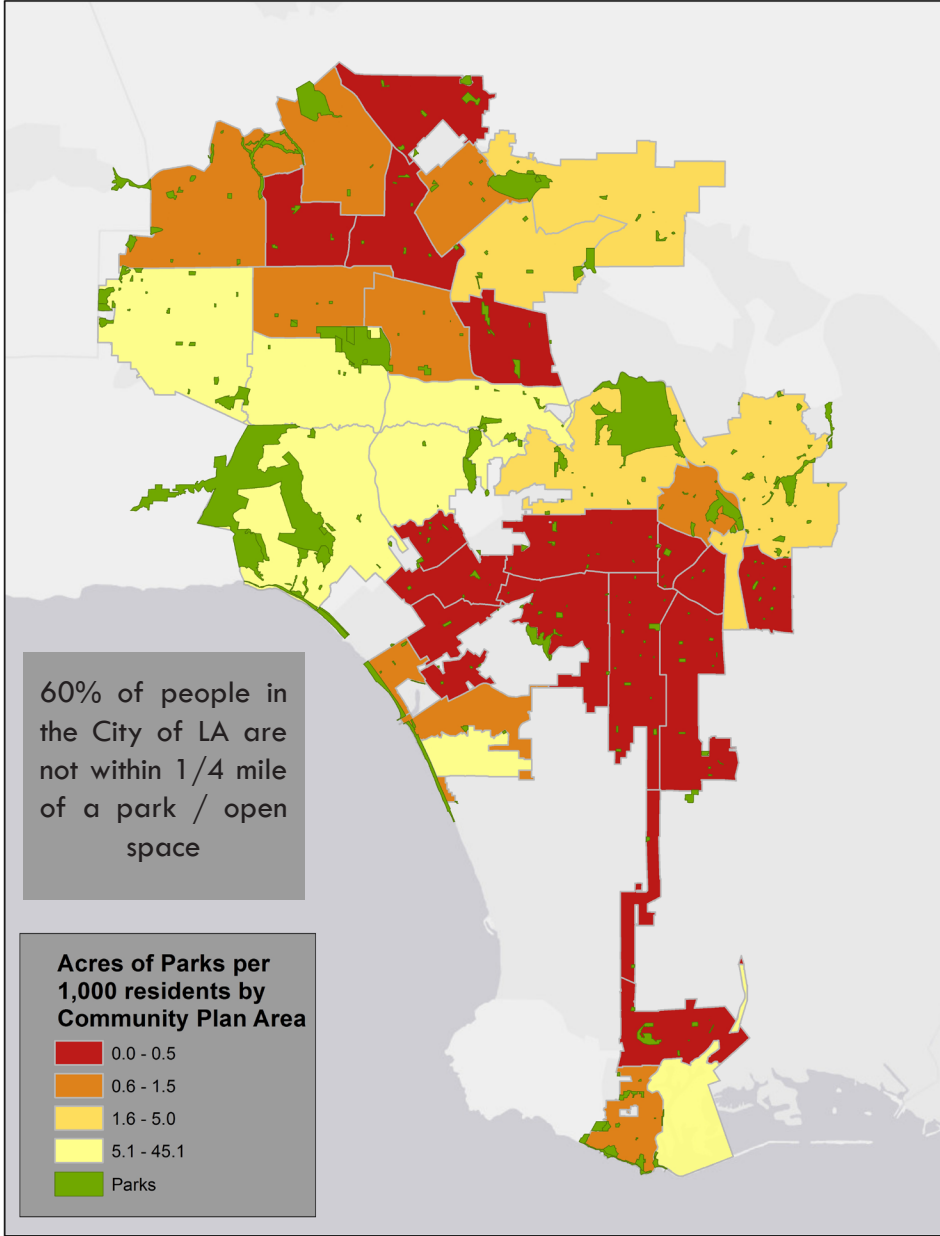 60% of people in
the City of LA are
not within 1/4 mile
of a park / open
space
Acres of Parks per
1,000 residents by
Community Plan Area
0.0 - 0.5
0.6 - 1.5
1.6 - 5.0
5.1 - 45.1
Parks